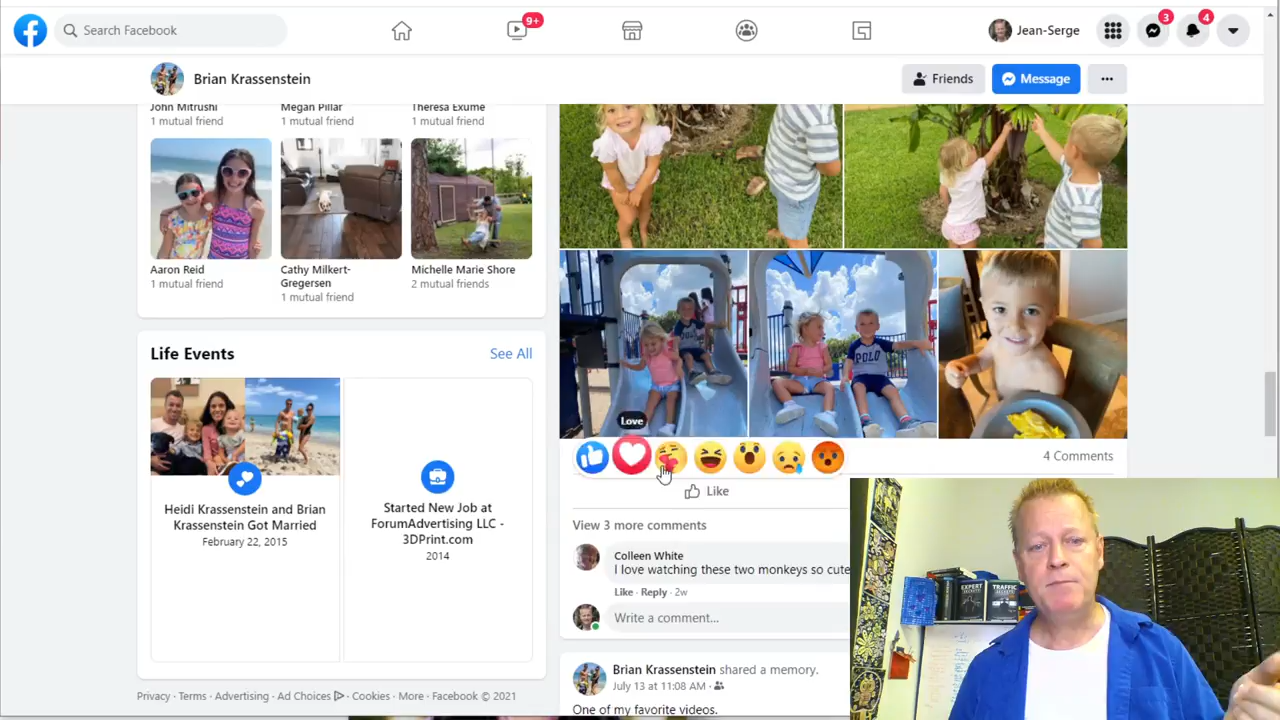 Search Facebook
9+
Jean-Serge
3
4
Brian Krassenstein
Friends
Message
John Mitrushi
1 mutual friend
Megan Pillar
1 mutual friend
Theresa Exume
1 mutual friend
Aaron Reid
1 mutual friend
Cathy Milkert-
Gregersen
1 mutual friend
Michelle Marie Shore
2 mutual friends
Life Events
See All
Heidi Krassenstein and Brian
Krassenstein Got Married
February 22, 2015
Started New Job at
ForumAdvertising LLC -
3DPrint.com
2014
Privacy · Terms · Advertising · Ad Choices · Cookies · More · Facebook © 2021
POLO
Love
4 Comments
Like
View 3 more comments
Colleen White
I love watching these two monkeys so cute
Like · Reply · 2w
Write a comment...
Brian Krassenstein shared a memory.
July 13 at 11:08 AM ·
One of my favorite videos.
EXPERT
SECRETS
TRAFFIC
SECRETS